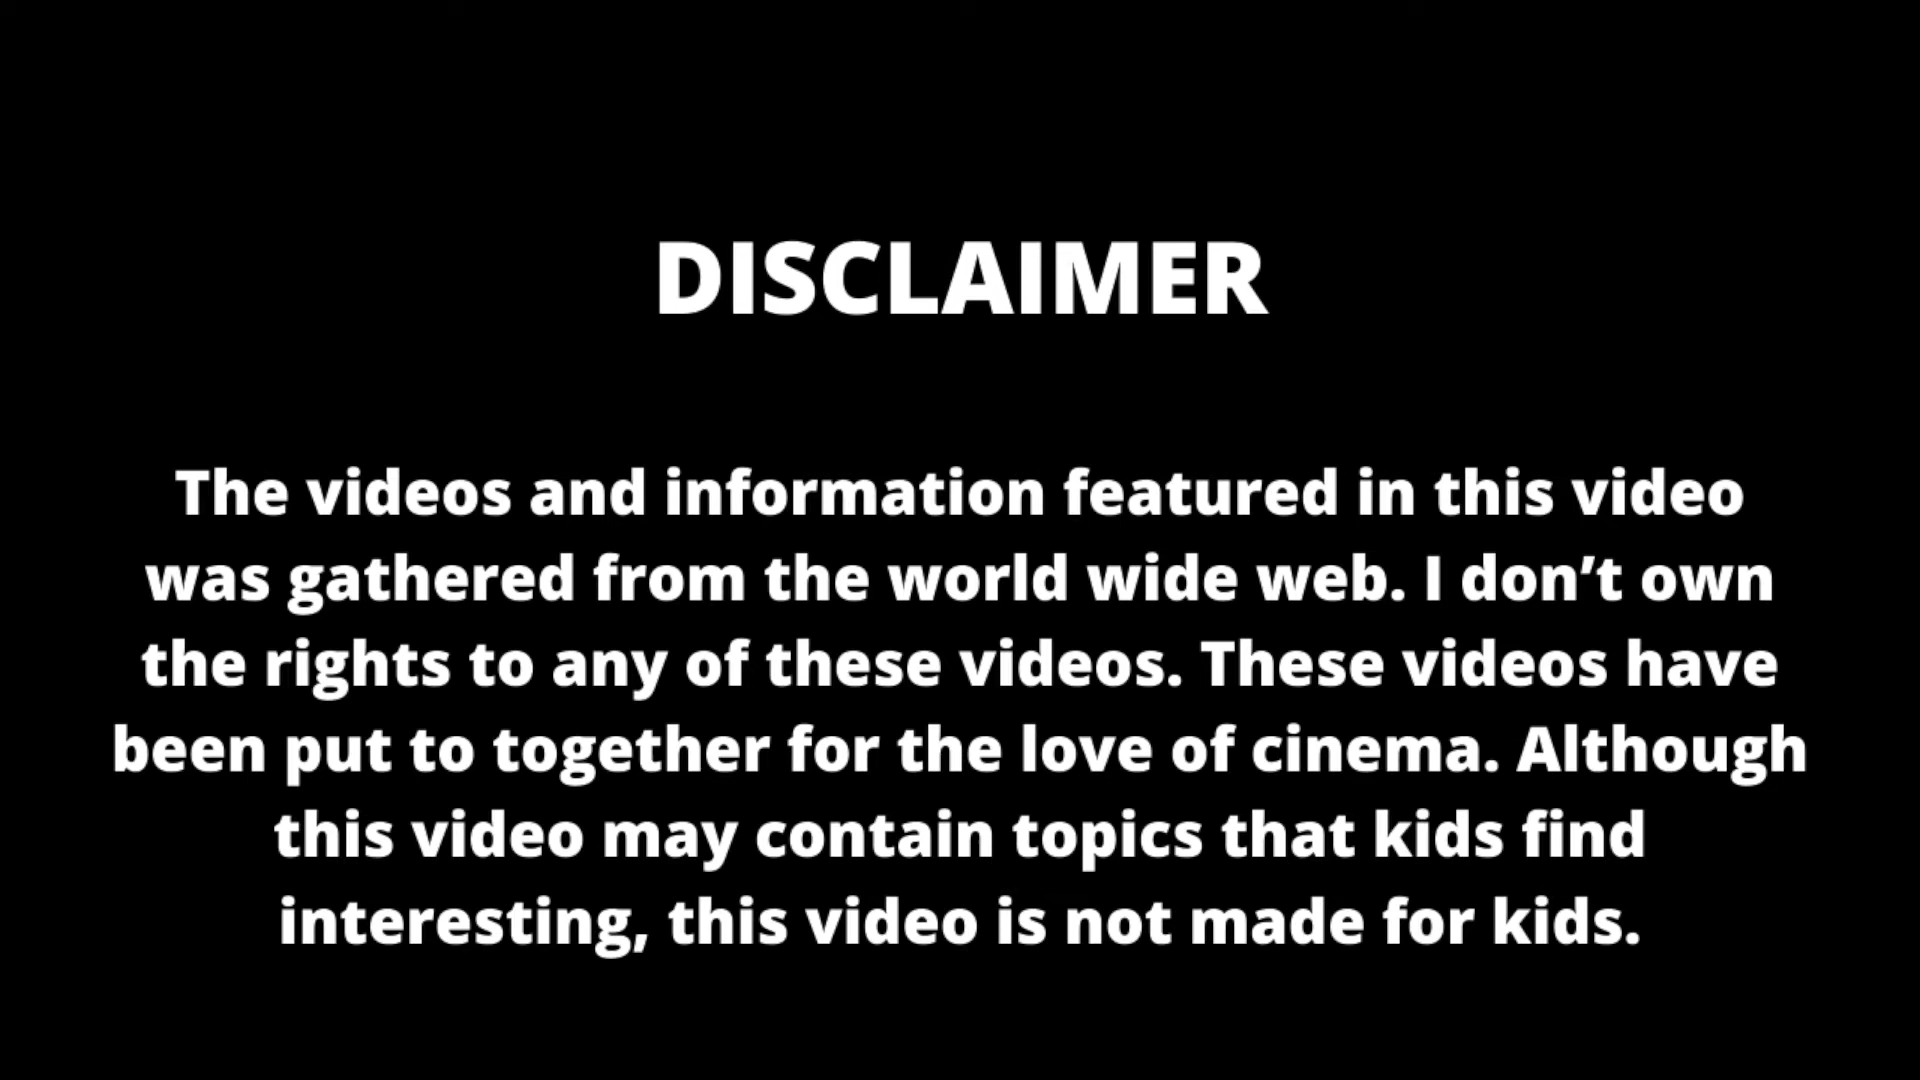 DISCLAIMER
The videos and information featured in this video
was gathered from the world wide web. I don’t own
the rights to any of these videos. These videos have
been put to together for the love of cinema. Although
this video may contain topics that kids find
interesting, this video is not made for kids.